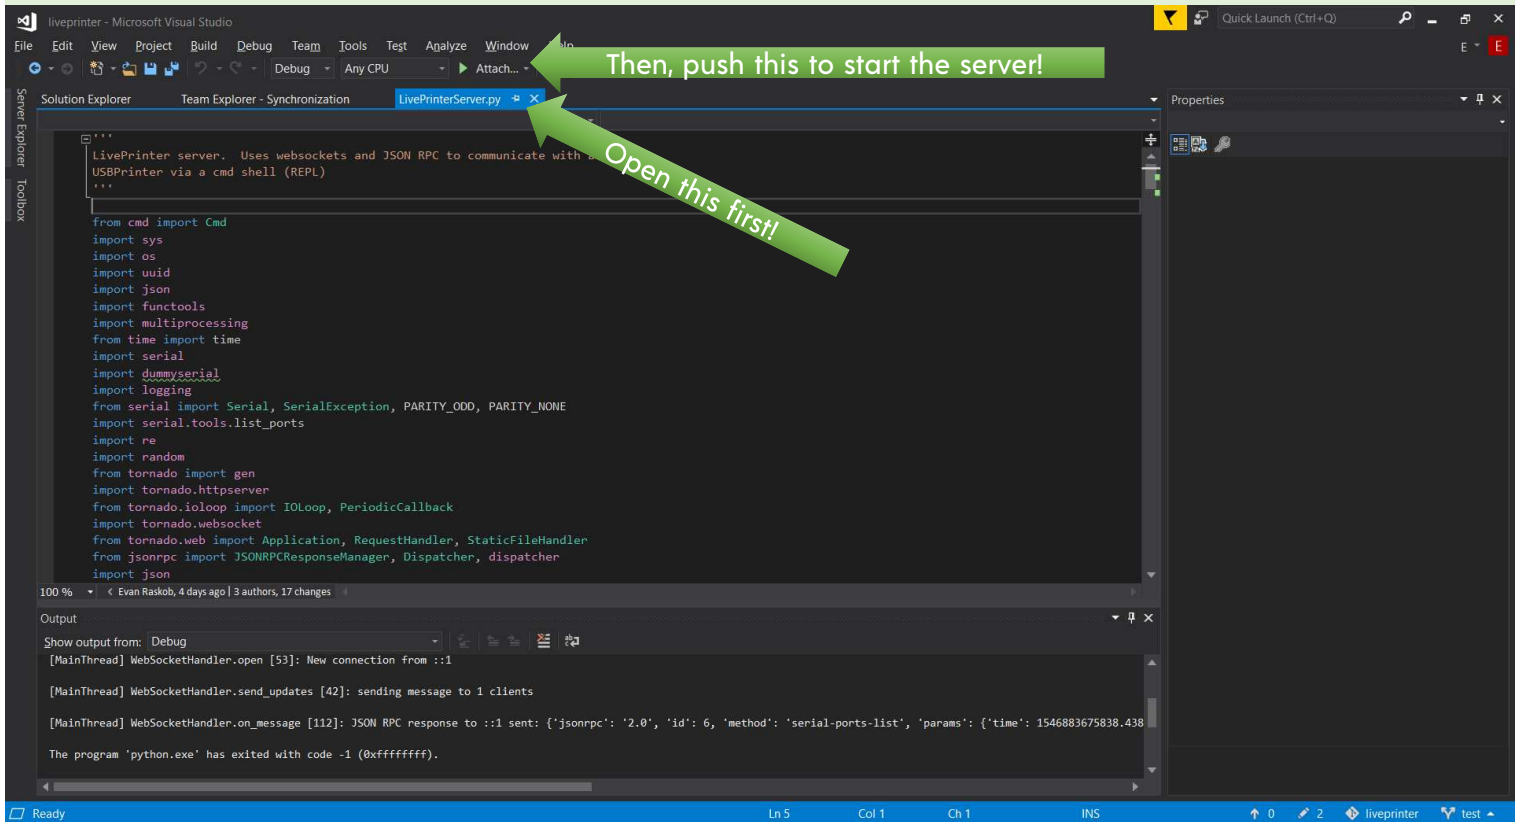 liveprinter - Microsoft Visual Studio
Quick Launch (Ctrl+Q)
File Edit View Project Build Debug Team Tools Test Analyze Window
E E
Debug Any CPU Attach...
Then, push this to start the server!
Server Explorer
Toolbox
Solution Explorer Team Explorer - Synchronization LivePrinterServer.py
Properties
Open this first!
'''
LivePrinter server. Uses websockets and JSON RPC to communicate with
USBPrinter via a cmd shell (REPL)
'''
from cmd import Cmd
import sys
import os
import uuid
import json
import functools
import multiprocessing
from time import time
import serial
import dummyserial
import logging
from serial import Serial, SerialException, PARITY_ODD, PARITY_NONE
import serial.tools.list_ports
import re
import random
from tornado import gen
import tornado.httpserver
from tornado.ioloop import IOLoop, PeriodicCallback
import tornado.websocket
from tornado.web import Application, RequestHandler, StaticFileHandler
from jsonrpc import JSONRPCResponseManager, Dispatcher, dispatcher
import json
100 % Evan Raskob, 4 days ago | 3 authors, 17 changes
Output
Show output from: Debug
[MainThread] WebSocketHandler.open [53]: New connection from ::1
[MainThread] WebSocketHandler.send_updates [42]: sending message to 1 clients
[MainThread] WebSocketHandler.on_message [112]: JSON RPC response to ::1 sent: {'jsonrpc': '2.0', 'id': 6, 'method': 'serial-ports-list', 'params': {'time': 1546883675838.438
The program 'python.exe' has exited with code -1 (0xffffffff).
Ready Ln 5 Col 1 Ch 1 INS 0 2 liveprinter test